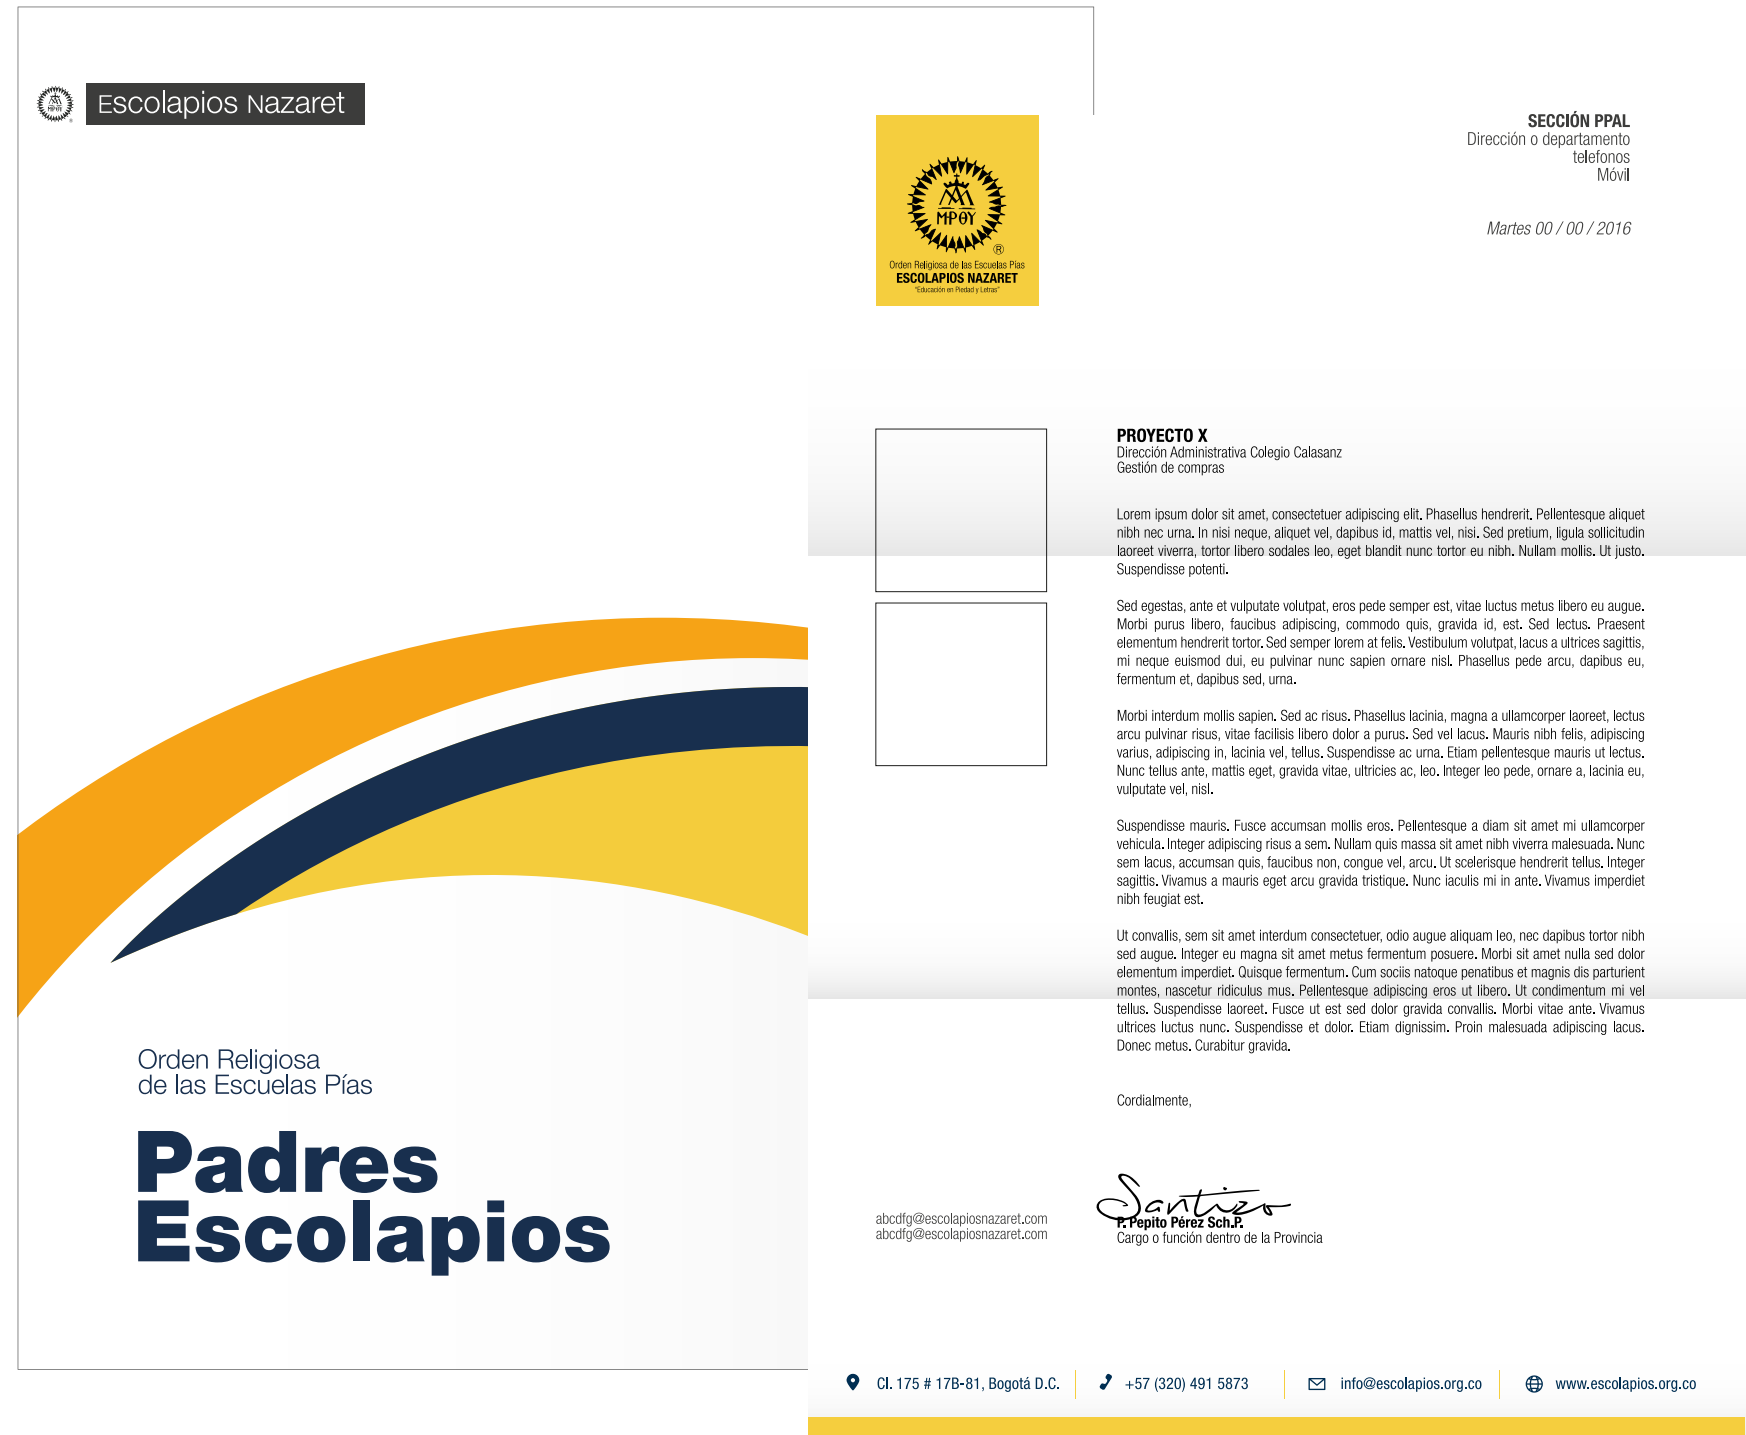 Escolapios Nazaret
MPΘY
®
Orden Religiosa
de las Escuelas Pías
Padres
Escolapios
MPΘY
®
Orden Religiosa de las Escuelas Pías
ESCOLAPIOS NAZARET
"Educación en Piedad y Letras"
SECCIÓN PPAL
Dirección o departamento
telefonos
Móvil
Martes 00 / 00 / 2016
PROYECTO X
Dirección Administrativa Colegio Calasanz
Gestión de compras
Lorem ipsum dolor sit amet, consectetuer adipiscing elit. Phasellus hendrerit. Pellentesque aliquet
nibh nec urna. In nisi neque, aliquet vel, dapibus id, mattis vel, nisi. Sed pretium, ligula sollicitudin
laoreet viverra, tortor libero sodales leo, eget blandit nunc tortor eu nibh. Nullam mollis. Ut justo.
Suspendisse potenti.
Sed egestas, ante et vulputate volutpat, eros pede semper est, vitae luctus metus libero eu augue.
Morbi purus libero, faucibus adipiscing, commodo quis, gravida id, est. Sed lectus. Praesent
elementum hendrerit tortor. Sed semper lorem at felis. Vestibulum volutpat, lacus a ultrices sagittis,
mi neque euismod dui, eu pulvinar nunc sapien ornare nisl. Phasellus pede arcu, dapibus eu,
fermentum et, dapibus sed, urna.
Morbi interdum mollis sapien. Sed ac risus. Phasellus lacinia, magna a ullamcorper laoreet, lectus
arcu pulvinar risus, vitae facilisis libero dolor a purus. Sed vel lacus. Mauris nibh felis, adipiscing
varius, adipiscing in, lacinia vel, tellus. Suspendisse ac urna. Etiam pellentesque mauris ut lectus.
Nunc tellus ante, mattis eget, gravida vitae, ultricies ac, leo. Integer leo pede, ornare a, lacinia eu,
vulputate vel, nisl.
Suspendisse mauris. Fusce accumsan mollis eros. Pellentesque a diam sit amet mi ullamcorper
vehicula. Integer adipiscing risus a sem. Nullam quis massa sit amet nibh viverra malesuada. Nunc
sem lacus, accumsan quis, faucibus non, congue vel, arcu. Ut scelerisque hendrerit tellus. Integer
sagittis. Vivamus a mauris eget arcu gravida tristique. Nunc iaculis mi in ante. Vivamus imperdiet
nibh feugiat est.
Ut convallis, sem sit amet interdum consectetuer, odio augue aliquam leo, nec dapibus tortor nibh
sed augue. Integer eu magna sit amet metus fermentum posuere. Morbi sit amet nulla sed dolor
elementum imperdiet. Quisque fermentum. Cum sociis natoque penatibus et magnis dis parturient
montes, nascetur ridiculus mus. Pellentesque adipiscing eros ut libero. Ut condimentum mi vel
tellus. Suspendisse laoreet. Fusce ut est sed dolor gravida convallis. Morbi vitae ante. Vivamus
ultrices luctus nunc. Suspendisse et dolor. Etiam dignissim. Proin malesuada adipiscing lacus.
Donec metus. Curabitur gravida.
Cordialmente,
Santizo
P. Pepito Pérez Sch.P.
Cargo o función dentro de la Provincia
abcdfg@escolapiosnazaret.com
abcdfg@escolapiosnazaret.com
Cl. 175 # 17B-81, Bogotá D.C.
+57 (320) 491 5873
info@escolapios.org.co
www.escolapios.org.co